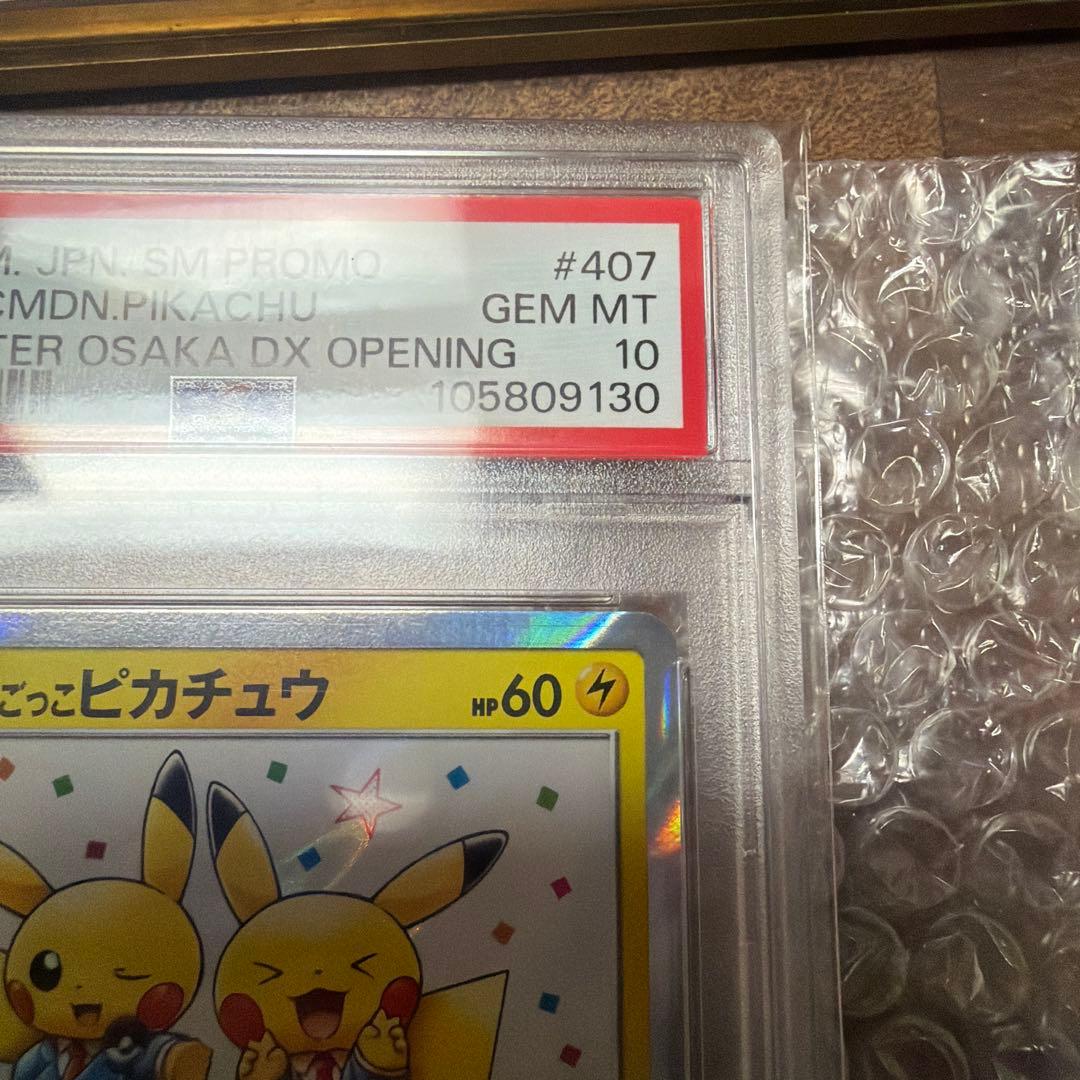 M. JPN. SM PROMO #407
CMDN.PIKACHU GEM MT
TER OSAKA DX OPENING 10
105809130
ごっこピカチュウ HP60